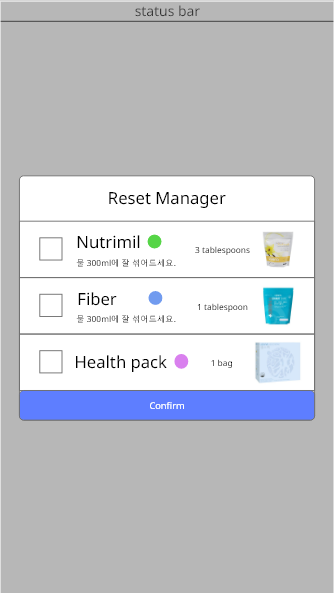 status bar
Reset Manager
Nutrimil
물 300ml에 잘 섞어드세요.
3 tablespoons
Fiber
물 300ml에 잘 섞어드세요.
1 tablespoon
Health pack
1 bag
Confirm